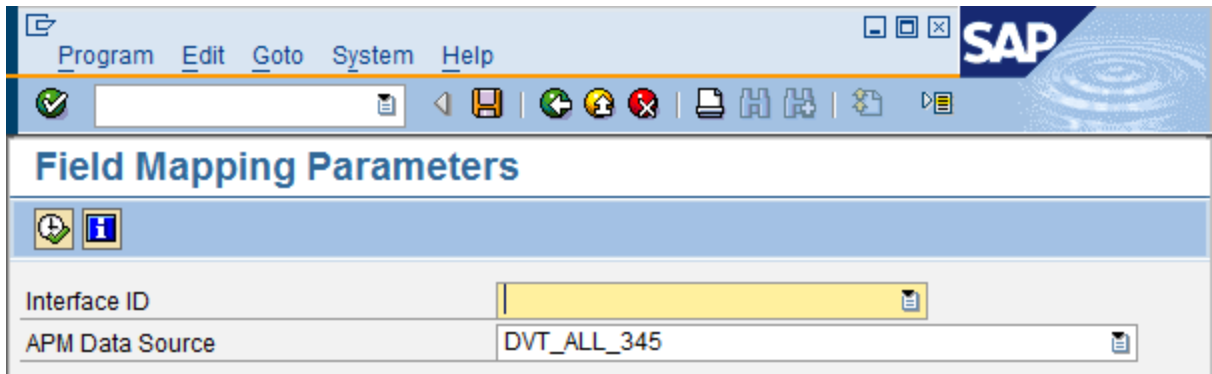 Program Edit Goto System Help
SAP
Field Mapping Parameters
Interface ID
APM Data Source DVT_ALL_345